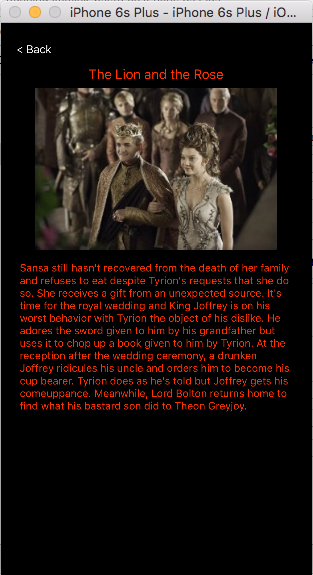 iPhone 6s Plus - iPhone 6s Plus / iO...
< Back
The Lion and the Rose
Sansa still hasn't recovered from the death of her family
and refuses to eat despite Tyrion's requests that she do
so. She receives a gift from an unexpected source. It's
time for the royal wedding and King Joffrey is on his
worst behavior with Tyrion the object of his dislike. He
adores the sword given to him by his grandfather but
uses it to chop up a book given to him by Tyrion. At the
reception after the wedding ceremony, a drunken
Joffrey ridicules his uncle and orders him to become his
cup bearer. Tyrion does as he's told but Joffrey gets his
comeuppance. Meanwhile, Lord Bolton returns home to
find what his bastard son did to Theon Greyjoy.